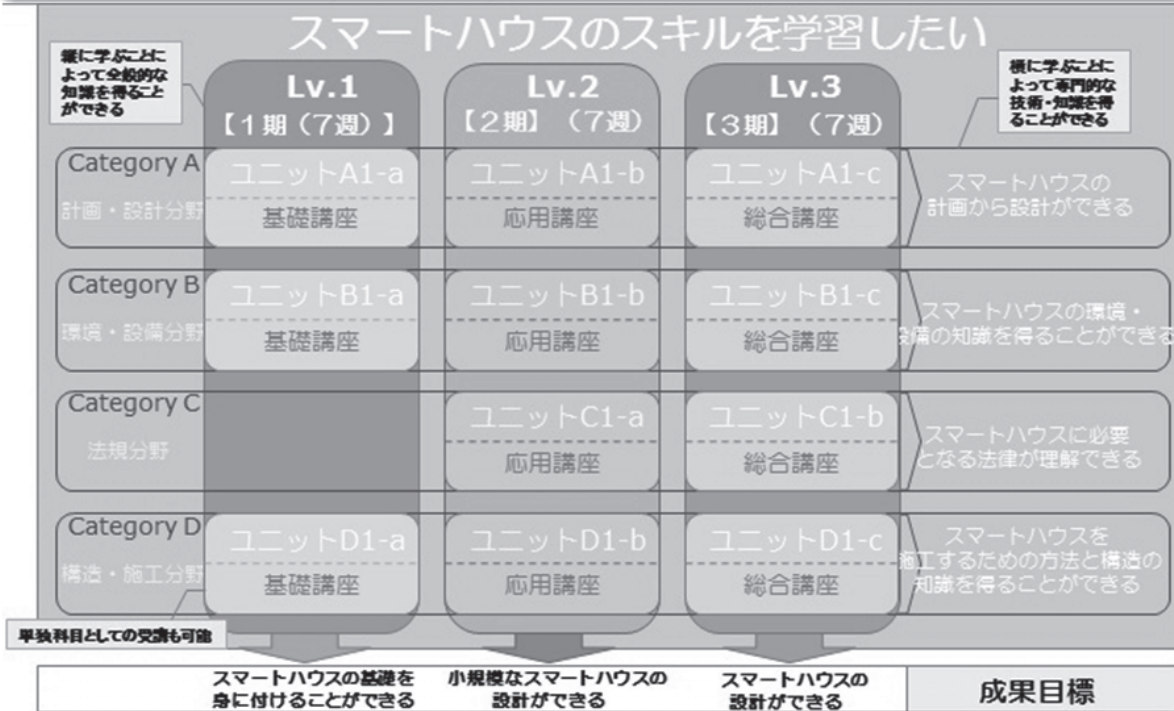 スマートハウスのスキルを学習したい
縦に学ぶことに
よって全般的な
知識を得ること
ができる
横に学ぶことに
よって専門的な
技術・知識を得
ることができる
Lv.1
【1期(7週)】
Lv.2
【2期】(7週)
Lv.3
【3期】(7週)
Category A
計画・設計分野
ユニットA1-a
基礎講座
ユニットA1-b
応用講座
ユニットA1-c
総合講座
スマートハウスの
計画から設計ができる
Category B
環境・設備分野
ユニットB1-a
基礎講座
ユニットB1-b
応用講座
ユニットB1-c
総合講座
スマートハウスの環境・
設備の知識を得ることができる
Category C
法規分野
ユニットC1-a
応用講座
ユニットC1-b
総合講座
スマートハウスに必要
となる法律が理解できる
Category D
構造・施工分野
ユニットD1-a
基礎講座
ユニットD1-b
応用講座
ユニットD1-c
総合講座
スマートハウスを
施工するための方法と構造の
知識を得ることができる
単独科目としての受講も可能
スマートハウスの基礎を
身に付けることができる
小規模なスマートハウスの
設計ができる
スマートハウスの
設計ができる
成果目標